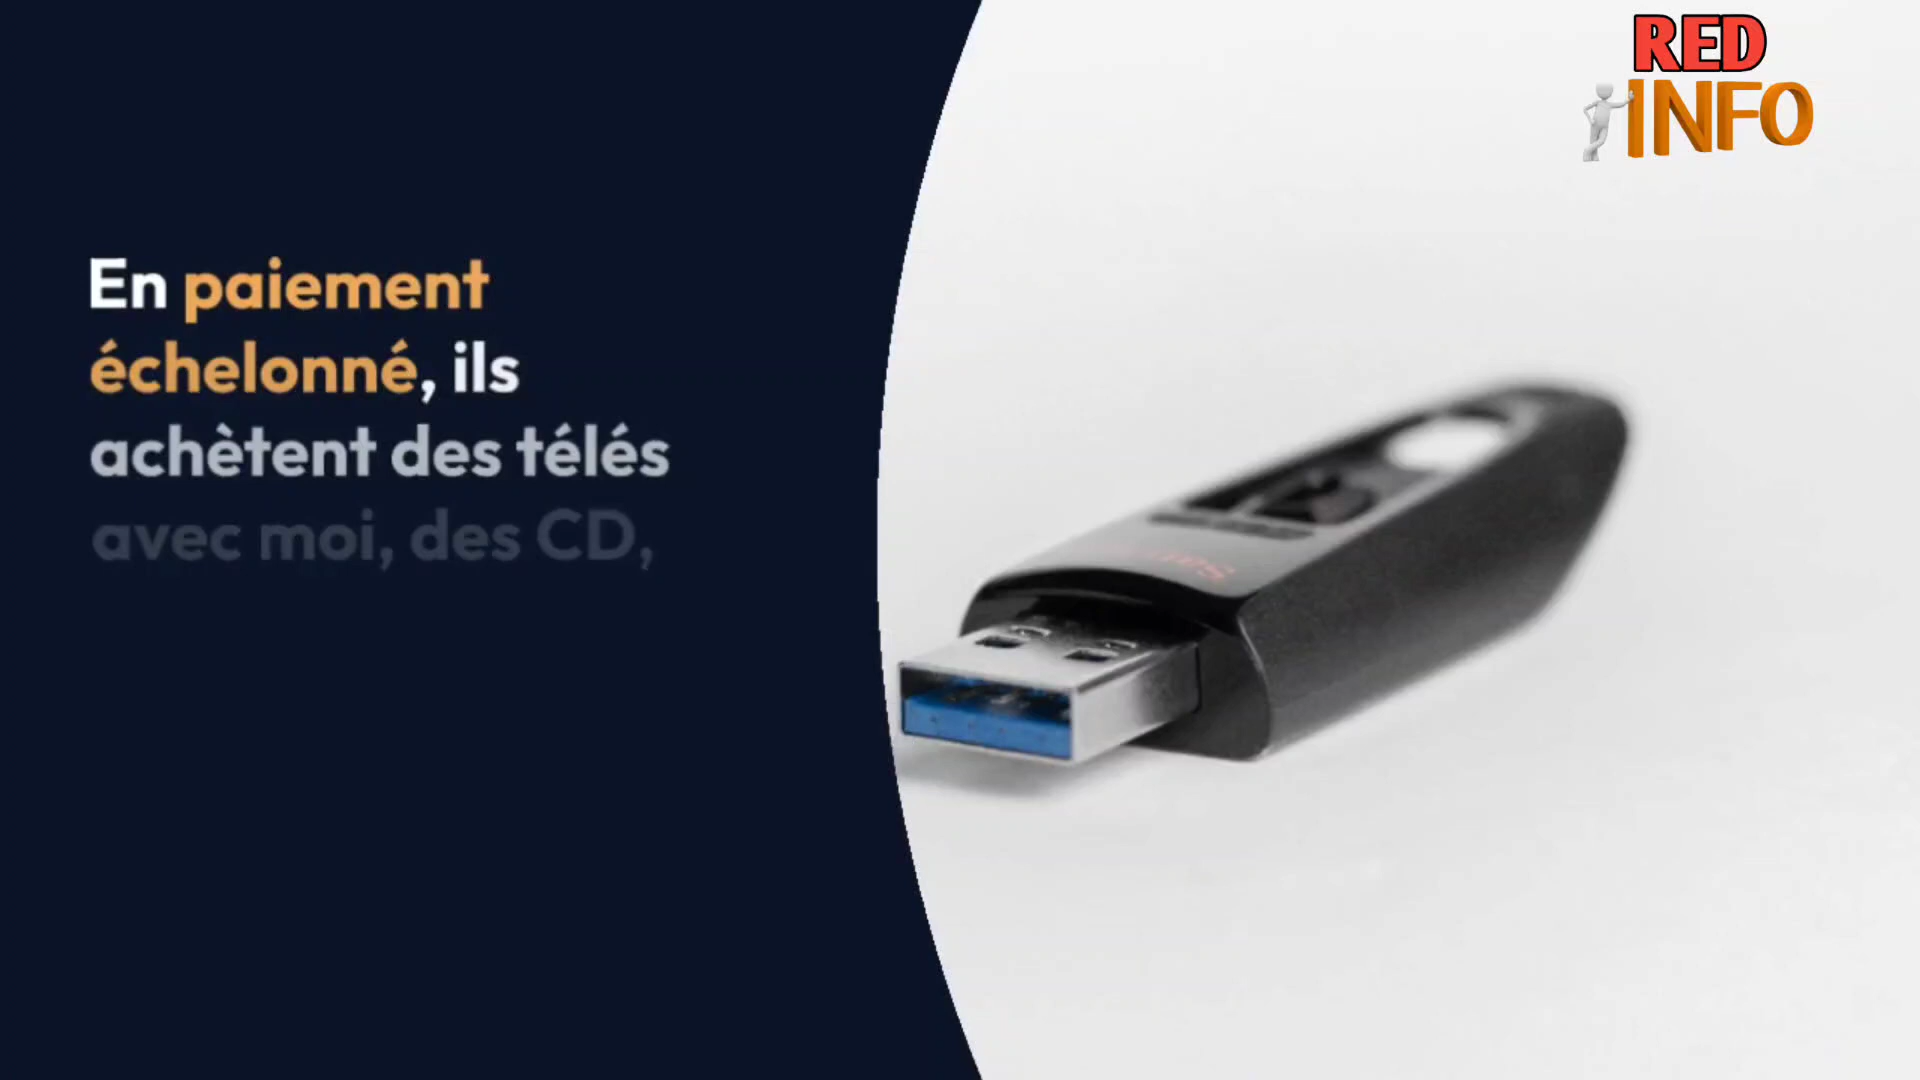 RED
INFO
En paiement
échelonné, ils
achètent des télés
avec moi, des CD,